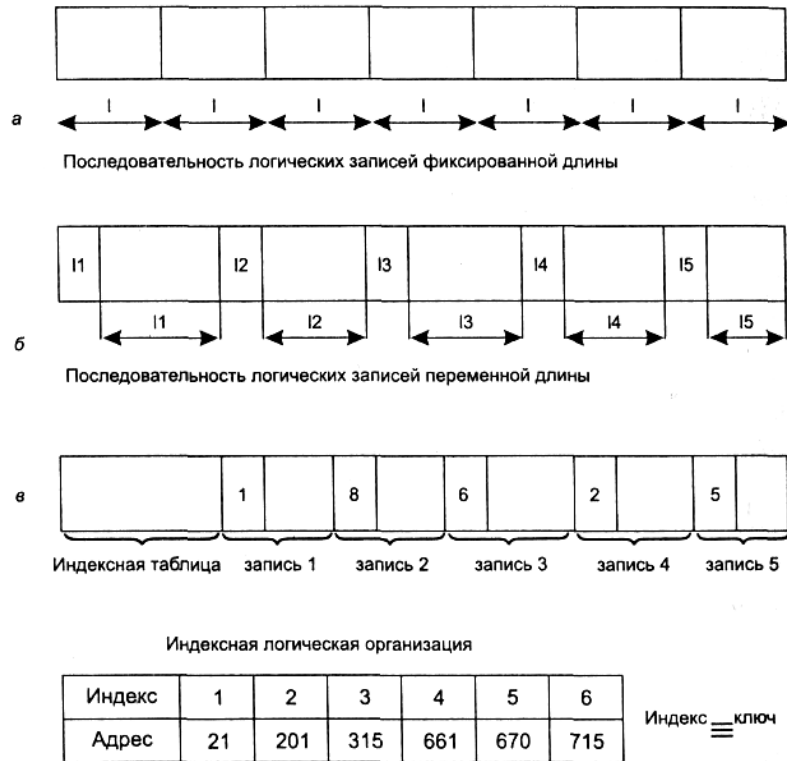 l l l l l l l
а
Последовательность логических записей фиксированной длины
l1 l2 l3 l4 l5
l1 l2 l3 l4 l5
б
Последовательность логических записей переменной длины
в
1 8 6 2 5
Индексная таблица запись 1 запись 2 запись 3 запись 4 запись 5
Индексная логическая организация
Индекс 1 2 3 4 5 6
Индекс ≡ ключ
Адрес 21 201 315 661 670 715